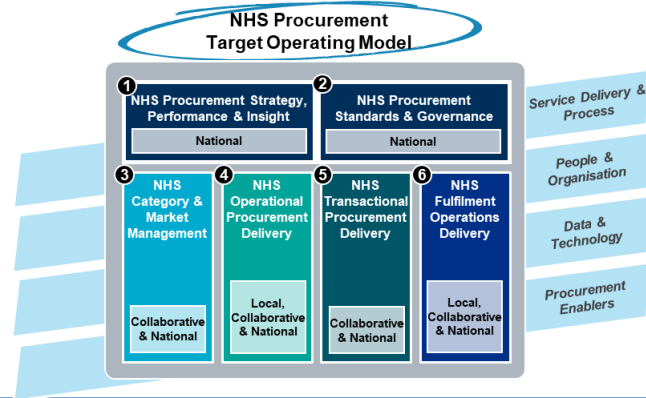 NHS Procurement
Target Operating Model
1
NHS Procurement Strategy,
Performance & Insight
National
2
NHS Procurement
Standards & Governance
National
3
NHS
Category &
Market
Management
Collaborative
& National
4
NHS
Operational
Procurement
Delivery
Local,
Collaborative
& National
5
NHS
Transactional
Procurement
Delivery
Collaborative
& National
6
NHS
Fulfilment
Operations
Delivery
Local,
Collaborative
& National
Service Delivery &
Process
People &
Organisation
Data &
Technology
Procurement
Enablers